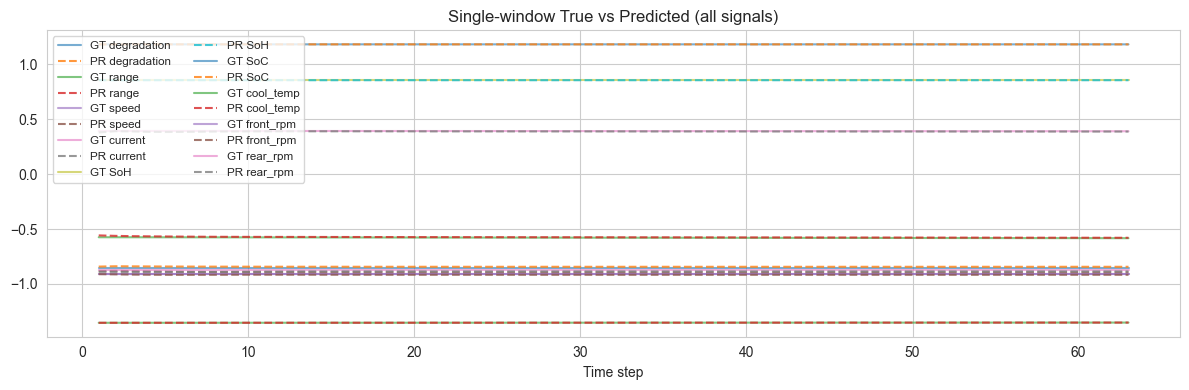 Single-window True vs Predicted (all signals)
GT degradation
PR degradation
GT range
PR range
GT speed
PR speed
GT current
PR current
GT SoH
PR SoH
GT SoC
PR SoC
GT cool_temp
PR cool_temp
GT front_rpm
PR front_rpm
GT rear_rpm
PR rear_rpm
1.0
0.5
0.0
−0.5
−1.0
0 10 20 30 40 50 60
Time step